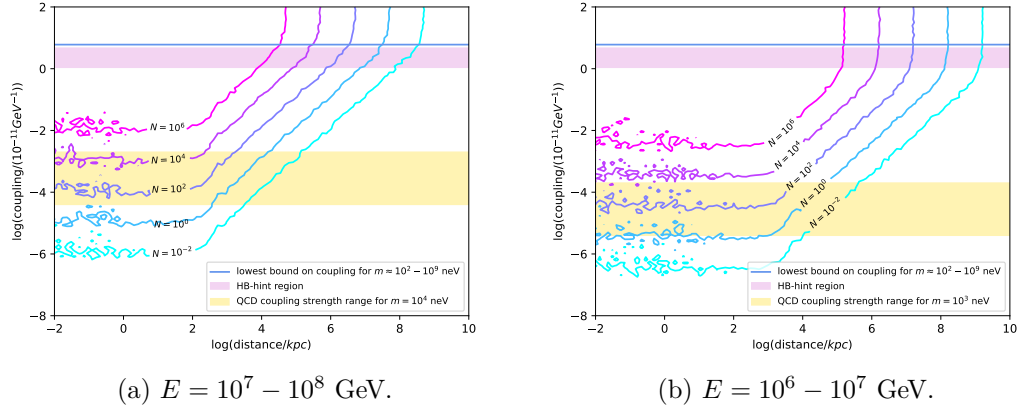 log(coupling/(10⁻¹¹GeV⁻¹))
2
0
−2
−4
−6
−8
N = 10⁶
N = 10⁴
N = 10²
N = 10⁰
N = 10⁻²
lowest bound on coupling for m ≈ 10² − 10⁹ neV
HB-hint region
QCD coupling strength range for m = 10⁴ neV
−2 0 2 4 6 8 10
log(distance/kpc)
(a) E = 10⁷ − 10⁸ GeV.
log(coupling/(10⁻¹¹GeV⁻¹))
2
0
−2
−4
−6
−8
N = 10⁶
N = 10⁴
N = 10²
N = 10⁰
N = 10⁻²
lowest bound on coupling for m ≈ 10² − 10⁹ neV
HB-hint region
QCD coupling strength range for m = 10³ neV
−2 0 2 4 6 8 10
log(distance/kpc)
(b) E = 10⁶ − 10⁷ GeV.